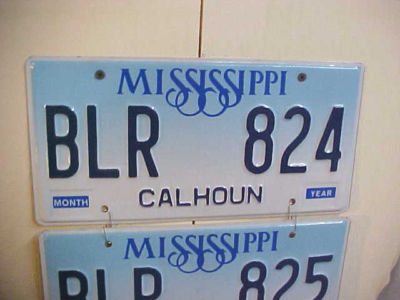 MISSISSIPPI
BLR 824
MONTH CALHOUN YEAR
MISSISSIPPI
BLR 825